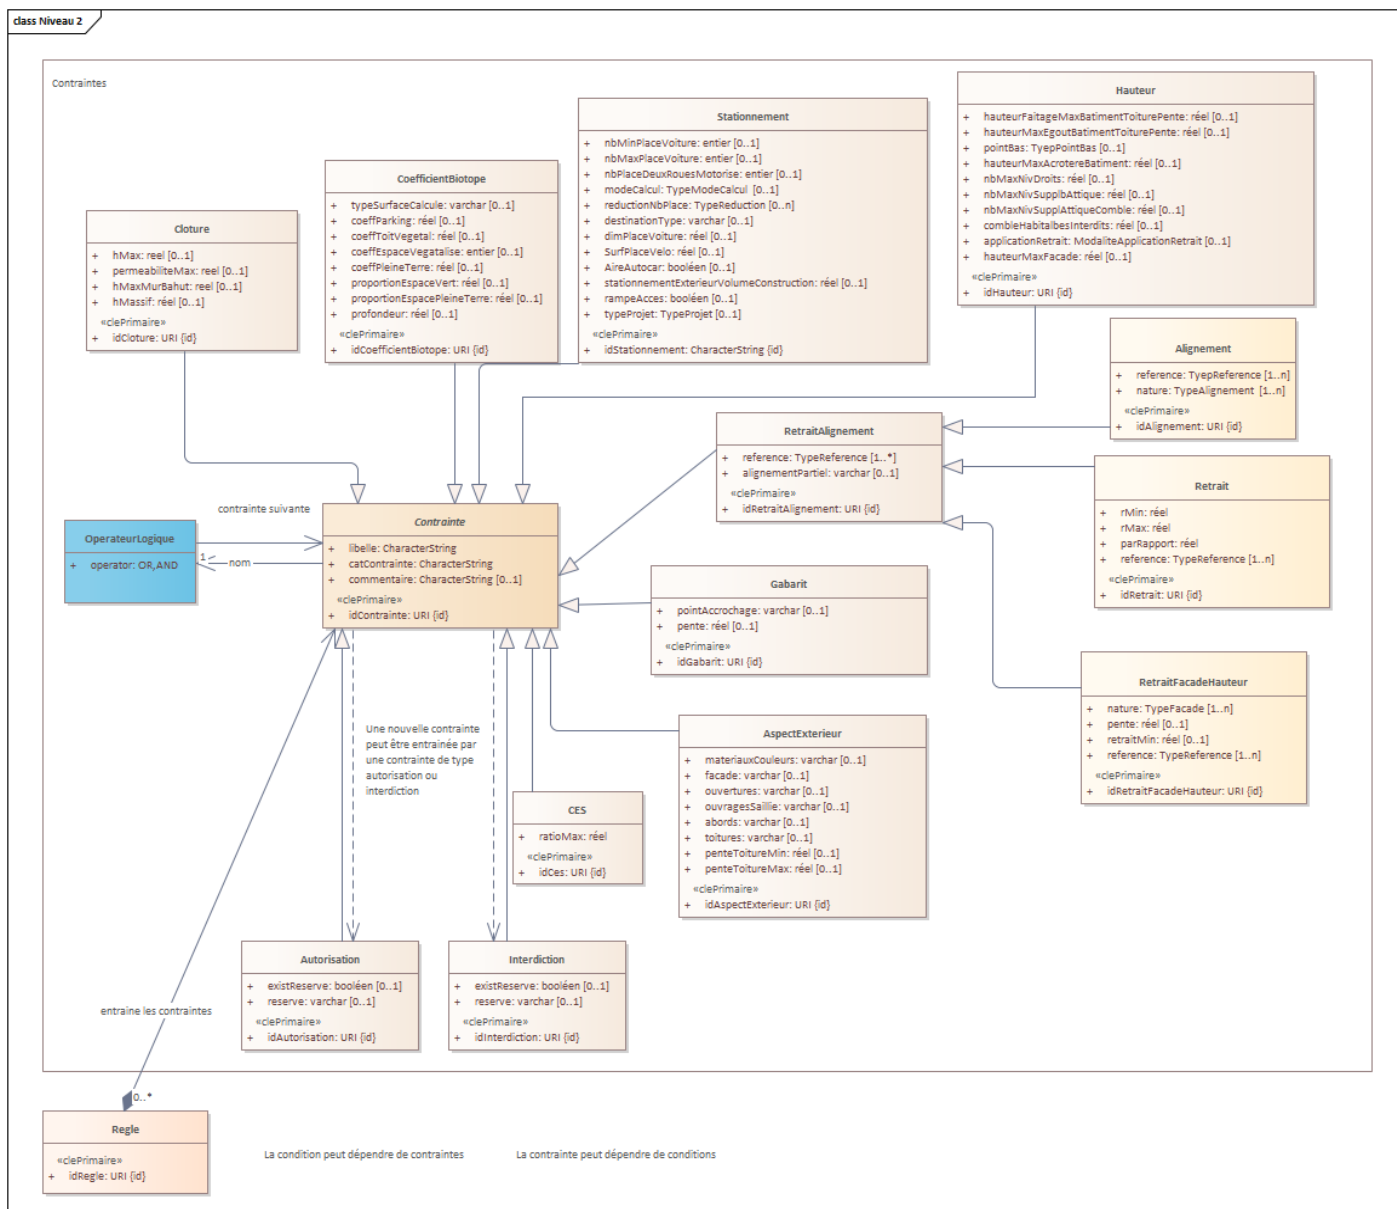 class Niveau 2
Contraintes
Cloture
+ hMax: reel [0..1]
+ permeabiliteMax: reel [0..1]
+ hMaxMurBahut: reel [0..1]
+ hMassif: réel [0..1]
«clePrimaire»
+ idCloture: URI {id}
CoefficientBiotope
+ typeSurfaceCalcule: varchar [0..1]
+ coeffParking: réel [0..1]
+ coeffToitVegetal: réel [0..1]
+ coeffEspaceVegatalise: entier [0..1]
+ coeffPleineTerre: réel [0..1]
+ proportionEspaceVert: réel [0..1]
+ proportionEspacePleineTerre: réel [0..1]
+ profondeur: réel [0..1]
«clePrimaire»
+ idCoefficientBiotope: URI {id}
Stationnement
+ nbMinPlaceVoiture: entier [0..1]
+ nbMaxPlaceVoiture: entier [0..1]
+ nbPlaceDeuxRouesMotorise: entier [0..1]
+ modeCalcul: TypeModeCalcul [0..1]
+ reductionNbPlace: TypeReduction [0..n]
+ destinationType: varchar [0..1]
+ dimPlaceVoiture: réel [0..1]
+ SurfPlaceVelo: réel [0..1]
+ AireAutocar: booléen [0..1]
+ stationnementExterieurVolumeConstruction: réel [0..1]
+ rampeAcces: booléen [0..1]
+ typeProjet: TypeProjet [0..1]
«clePrimaire»
+ idStationnement: CharacterString {id}
Hauteur
+ hauteurFaitageMaxBatimentToiturePente: réel [0..1]
+ hauteurMaxEgoutBatimentToiturePente: réel [0..1]
+ pointBas: TyepPointBas [0..1]
+ hauteurMaxAcrotereBatiment: réel [0..1]
+ nbMaxNivDroits: réel [0..1]
+ nbMaxNivSupplbAttique: réel [0..1]
+ nbMaxNivSupplAttiqueComble: réel [0..1]
+ combleHabitalbesInterdits: réel [0..1]
+ applicationRetrait: ModaliteApplicationRetrait [0..1]
+ hauteurMaxFacade: réel [0..1]
«clePrimaire»
+ idHauteur: URI {id}
Alignement
+ reference: TyepReference [1..n]
+ nature: TypeAlignement [1..n]
«clePrimaire»
+ idAlignement: URI {id}
RetraitAlignement
+ reference: TypeReference [1..*]
+ alignementPartiel: varchar [0..1]
«clePrimaire»
+ idRetraitAlignement: URI {id}
Retrait
+ rMin: réel
+ rMax: réel
+ parRapport: réel
+ reference: TypeReference [1..n]
«clePrimaire»
+ idRetrait: URI {id}
contrainte suivante
OperateurLogique
+ operator: OR,AND
1
nom
Contrainte
+ libelle: CharacterString
+ catContrainte: CharacterString
+ commentaire: CharacterString [0..1]
«clePrimaire»
+ idContrainte: URI {id}
Gabarit
+ pointAccrochage: varchar [0..1]
+ pente: réel [0..1]
«clePrimaire»
+ idGabarit: URI {id}
RetraitFacadeHauteur
+ nature: TypeFacade [1..n]
+ pente: réel [0..1]
+ retraitMin: réel [0..1]
+ reference: TypeReference [1..n]
«clePrimaire»
+ idRetraitFacadeHauteur: URI {id}
Une nouvelle contrainte
peut être entrainée par
une contrainte de type
autorisation ou
interdiction
AspectExterieur
+ materiauxCouleurs: varchar [0..1]
+ facade: varchar [0..1]
+ ouvertures: varchar [0..1]
+ ouvragesSaillie: varchar [0..1]
+ abords: varchar [0..1]
+ toitures: varchar [0..1]
+ penteToitureMin: réel [0..1]
+ penteToitureMax: réel [0..1]
«clePrimaire»
+ idAspectExterieur: URI {id}
CES
+ ratioMax: réel
«clePrimaire»
+ idCes: URI {id}
Autorisation
+ existReserve: booléen [0..1]
+ reserve: varchar [0..1]
«clePrimaire»
+ idAutorisation: URI {id}
Interdiction
+ existReserve: booléen [0..1]
+ reserve: varchar [0..1]
«clePrimaire»
+ idInterdiction: URI {id}
entraine les contraintes
0..*
Regle
«clePrimaire»
+ idRegle: URI {id}
La condition peut dépendre de contraintes
La contrainte peut dépendre de conditions